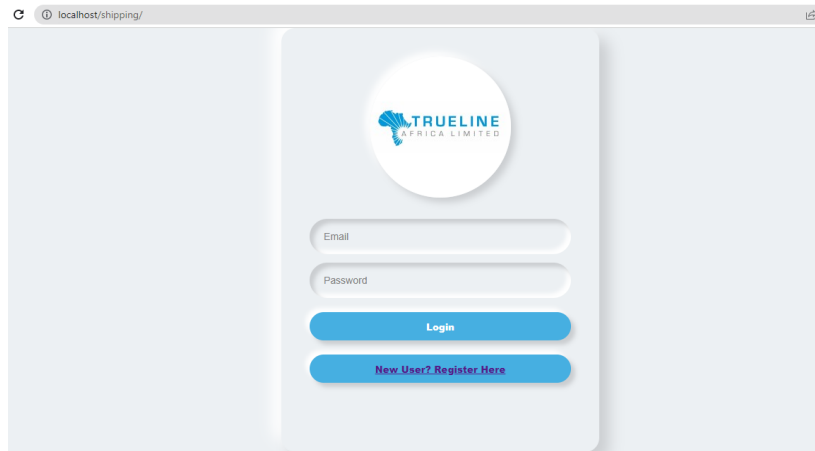 localhost/shipping/
TRUELINE
AFRICA LIMITED
Email
Password
Login
New User? Register Here